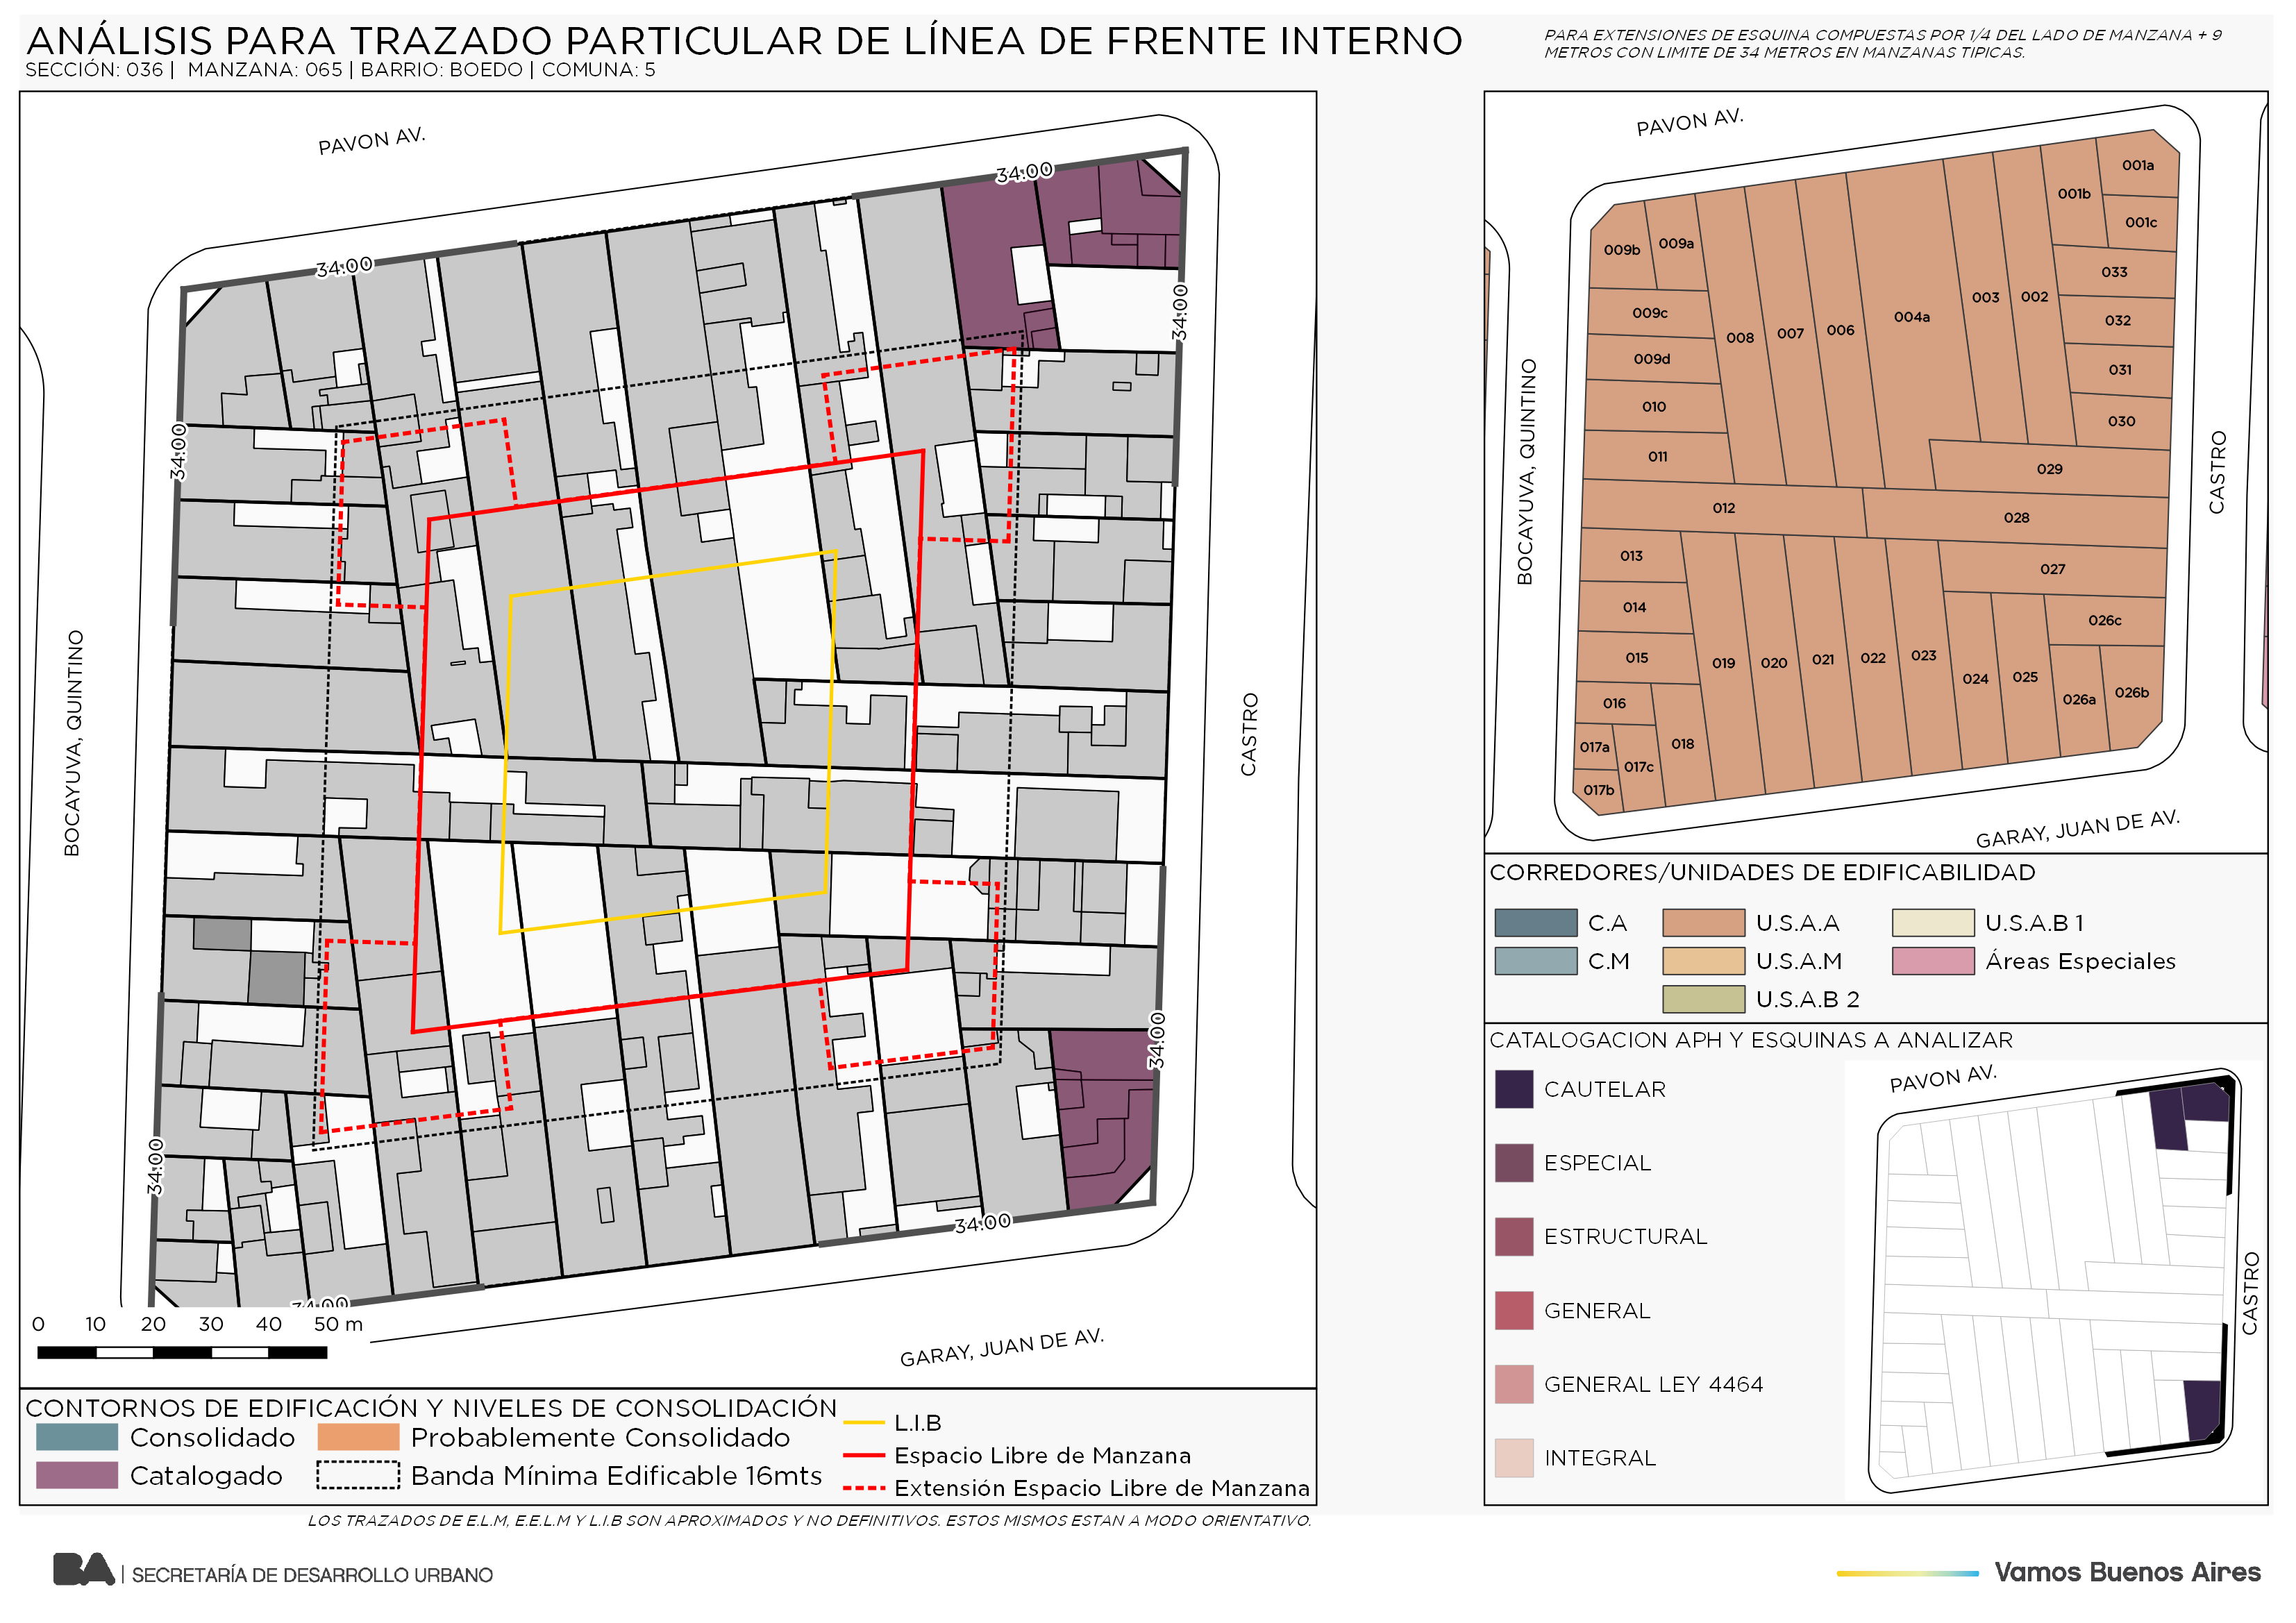 ANÁLISIS PARA TRAZADO PARTICULAR DE LÍNEA DE FRENTE INTERNO
SECCIÓN: 036 | MANZANA: 065 | BARRIO: BOEDO | COMUNA: 5
PARA EXTENSIONES DE ESQUINA COMPUESTAS POR 1/4 DEL LADO DE MANZANA + 9
METROS CON LIMITE DE 34 METROS EN MANZANAS TIPICAS.
PAVON AV.
34:00
34:00
34:00
34:00
BOCAYUVA, QUINTINO
CASTRO
34:00
34:00
34:00
34:00
0 10 20 30 40 50 m
GARAY, JUAN DE AV.
CONTORNOS DE EDIFICACIÓN Y NIVELES DE CONSOLIDACIÓN
Consolidado
Probablemente Consolidado
Catalogado
Banda Mínima Edificable 16mts
L.I.B
Espacio Libre de Manzana
Extensión Espacio Libre de Manzana
PAVON AV.
001a
001b
001c
009b
009a
033
009c
003
002
032
004a
008
007
006
009d
031
010
030
011
029
012
028
013
027
014
026c
015
019
020
021
022
023
024
025
026a
026b
016
017a
018
017c
017b
BOCAYUVA, QUINTINO
CASTRO
GARAY, JUAN DE AV.
CORREDORES/UNIDADES DE EDIFICABILIDAD
C.A
U.S.A.A
U.S.A.B 1
C.M
U.S.A.M
Áreas Especiales
U.S.A.B 2
CATALOGACION APH Y ESQUINAS A ANALIZAR
CAUTELAR
ESPECIAL
ESTRUCTURAL
GENERAL
GENERAL LEY 4464
INTEGRAL
PAVON AV.
CASTRO
LOS TRAZADOS DE E.L.M, E.E.L.M Y L.I.B SON APROXIMADOS Y NO DEFINITIVOS. ESTOS MISMOS ESTAN A MODO ORIENTATIVO.
BA | SECRETARÍA DE DESARROLLO URBANO
Vamos Buenos Aires